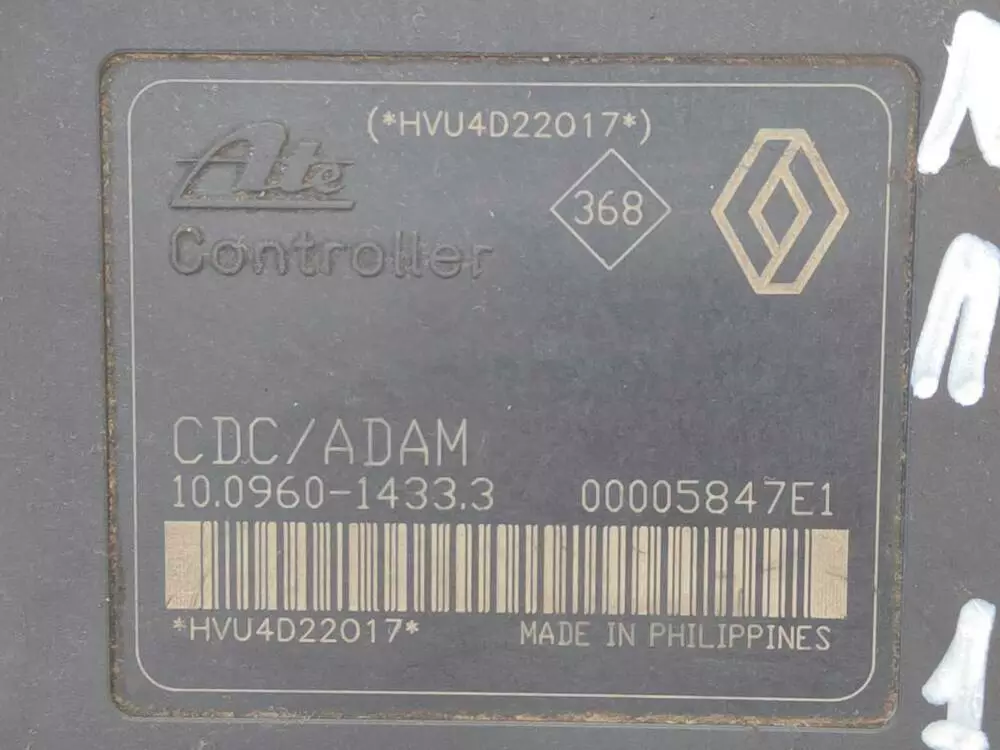 (*HVU4D22017*)
Ate
368
Controller
CDC/ADAM
10.0960-1433.3 00005847E1
*HVU4D22017* MADE IN PHILIPPINES